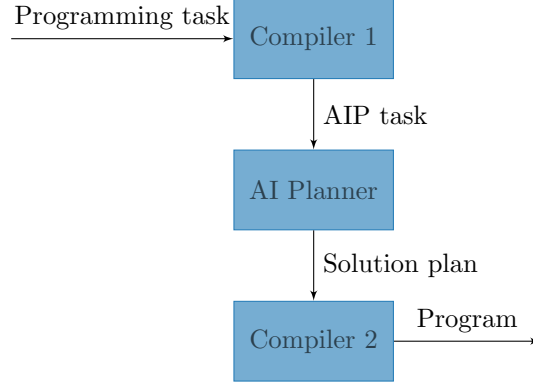 Programming task
Compiler 1
AIP task
AI Planner
Solution plan
Compiler 2
Program